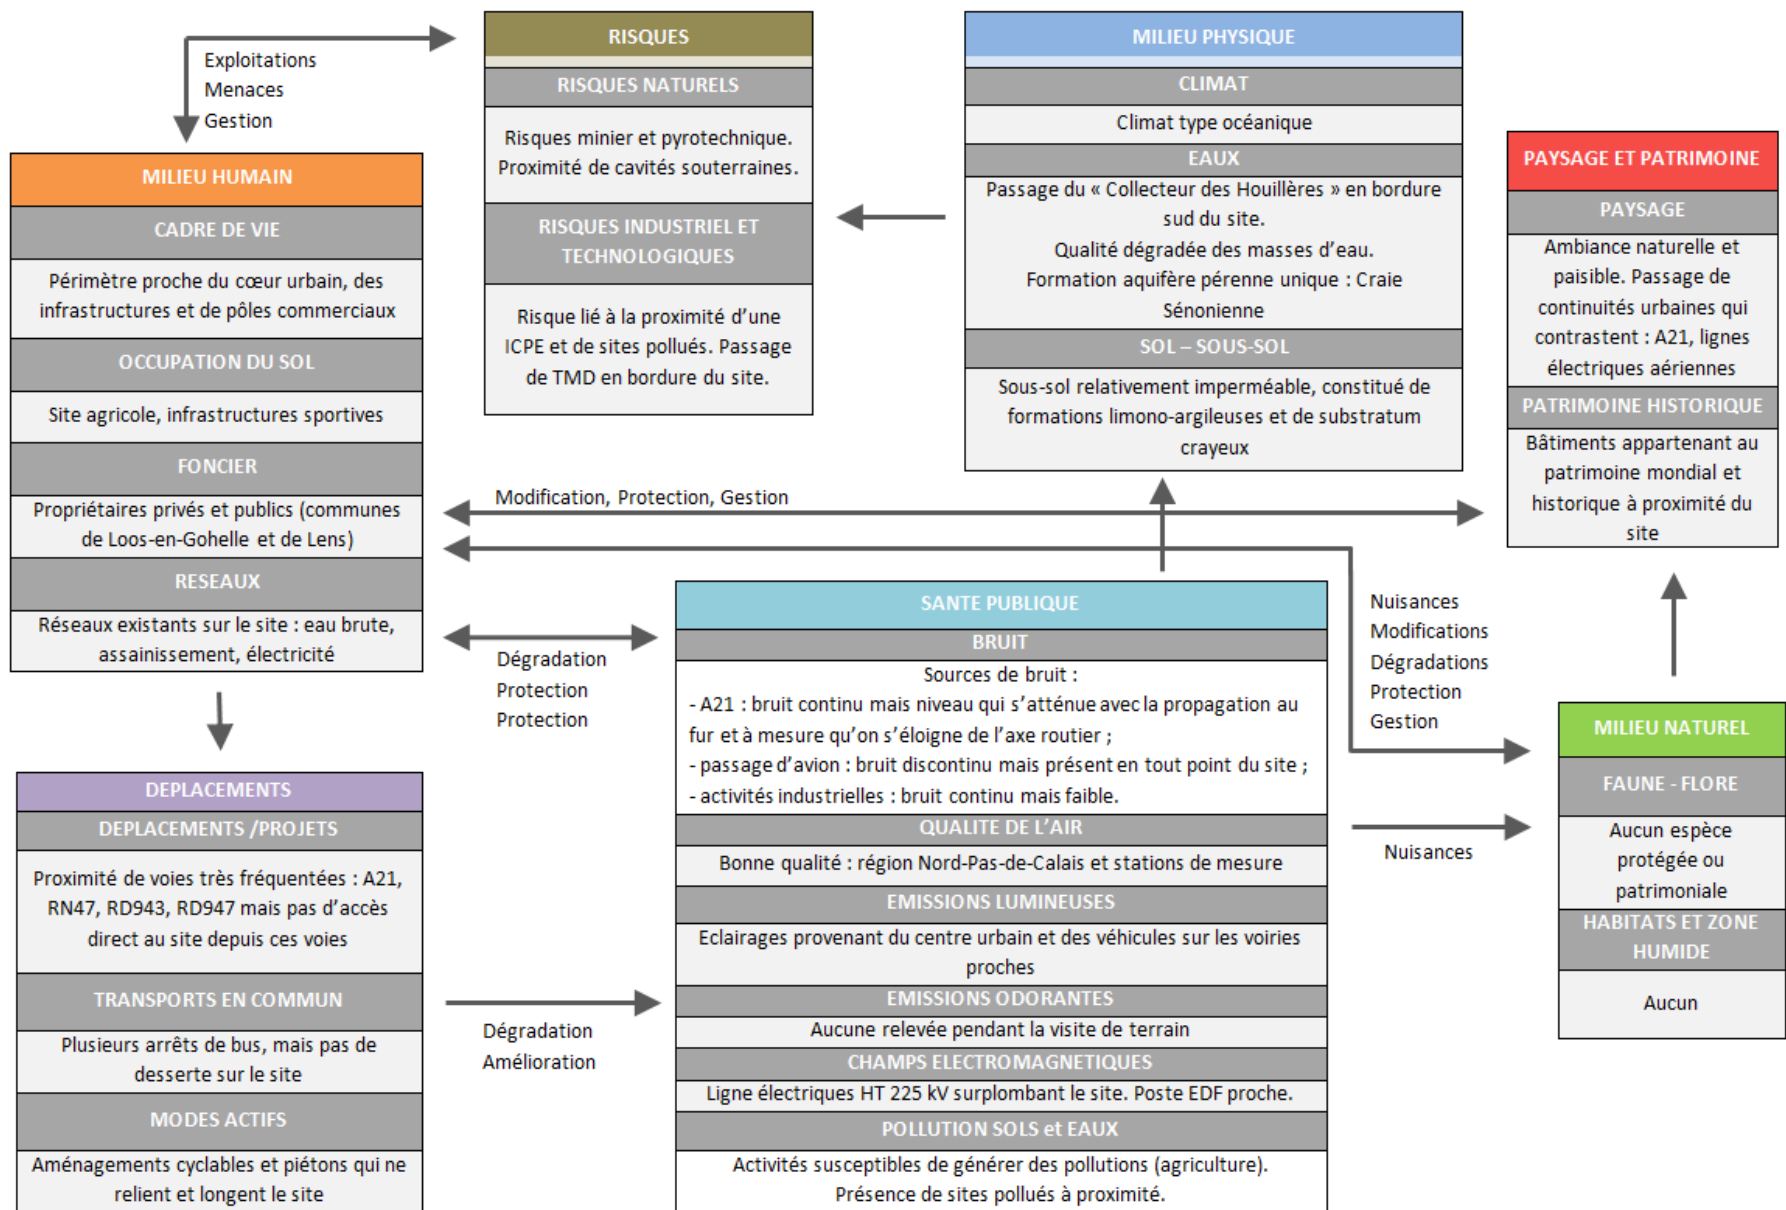 Exploitations
Menaces
Gestion
RISQUES
RISQUES NATURELS
Risques minier et pyrotechnique.
Proximité de cavités souterraines.
RISQUES INDUSTRIEL ET
TECHNOLOGIQUES
Risque lié à la proximité d’une
ICPE et de sites pollués. Passage
de TMD en bordure du site.
MILIEU PHYSIQUE
CLIMAT
Climat type océanique
EAUX
Passage du « Collecteur des Houillères » en bordure
sud du site.
Qualité dégradée des masses d’eau.
Formation aquifère pérenne unique : Craie
Sénonienne
SOL – SOUS-SOL
Sous-sol relativement imperméable, constitué de
formations limono-argileuses et de substratum
crayeux
PAYSAGE ET PATRIMOINE
PAYSAGE
Ambiance naturelle et
paisible. Passage de
continuités urbaines qui
contrastent : A21, lignes
électriques aériennes
PATRIMOINE HISTORIQUE
Bâtiments appartenant au
patrimoine mondial et
historique à proximité du
site
MILIEU HUMAIN
CADRE DE VIE
Périmètre proche du cœur urbain, des
infrastructures et de pôles commerciaux
OCCUPATION DU SOL
Site agricole, infrastructures sportives
FONCIER
Propriétaires privés et publics (communes
de Loos-en-Gohelle et de Lens)
RESEAUX
Réseaux existants sur le site : eau brute,
assainissement, électricité
Modification, Protection, Gestion
Dégradation
Protection
Protection
Nuisances
Modifications
Dégradations
Protection
Gestion
SANTE PUBLIQUE
BRUIT
Sources de bruit :
- A21 : bruit continu mais niveau qui s’atténue avec la propagation au
fur et à mesure qu’on s’éloigne de l’axe routier ;
- passage d’avion : bruit discontinu mais présent en tout point du site ;
- activités industrielles : bruit continu mais faible.
QUALITE DE L’AIR
Bonne qualité : région Nord-Pas-de-Calais et stations de mesure
EMISSIONS LUMINEUSES
Eclairages provenant du centre urbain et des véhicules sur les voiries
proches
EMISSIONS ODORANTES
Aucune relevée pendant la visite de terrain
CHAMPS ELECTROMAGNETIQUES
Ligne électriques HT 225 kV surplombant le site. Poste EDF proche.
POLLUTION SOLS et EAUX
Activités susceptibles de générer des pollutions (agriculture).
Présence de sites pollués à proximité.
Nuisances
MILIEU NATUREL
FAUNE - FLORE
Aucun espèce
protégée ou
patrimoniale
HABITATS ET ZONE
HUMIDE
Aucun
DEPLACEMENTS
DEPLACEMENTS /PROJETS
Proximité de voies très fréquentées : A21,
RN47, RD943, RD947 mais pas d’accès
direct au site depuis ces voies
TRANSPORTS EN COMMUN
Plusieurs arrêts de bus, mais pas de
desserte sur le site
MODES ACTIFS
Aménagements cyclables et piétons qui ne
relient et longent le site
Dégradation
Amélioration